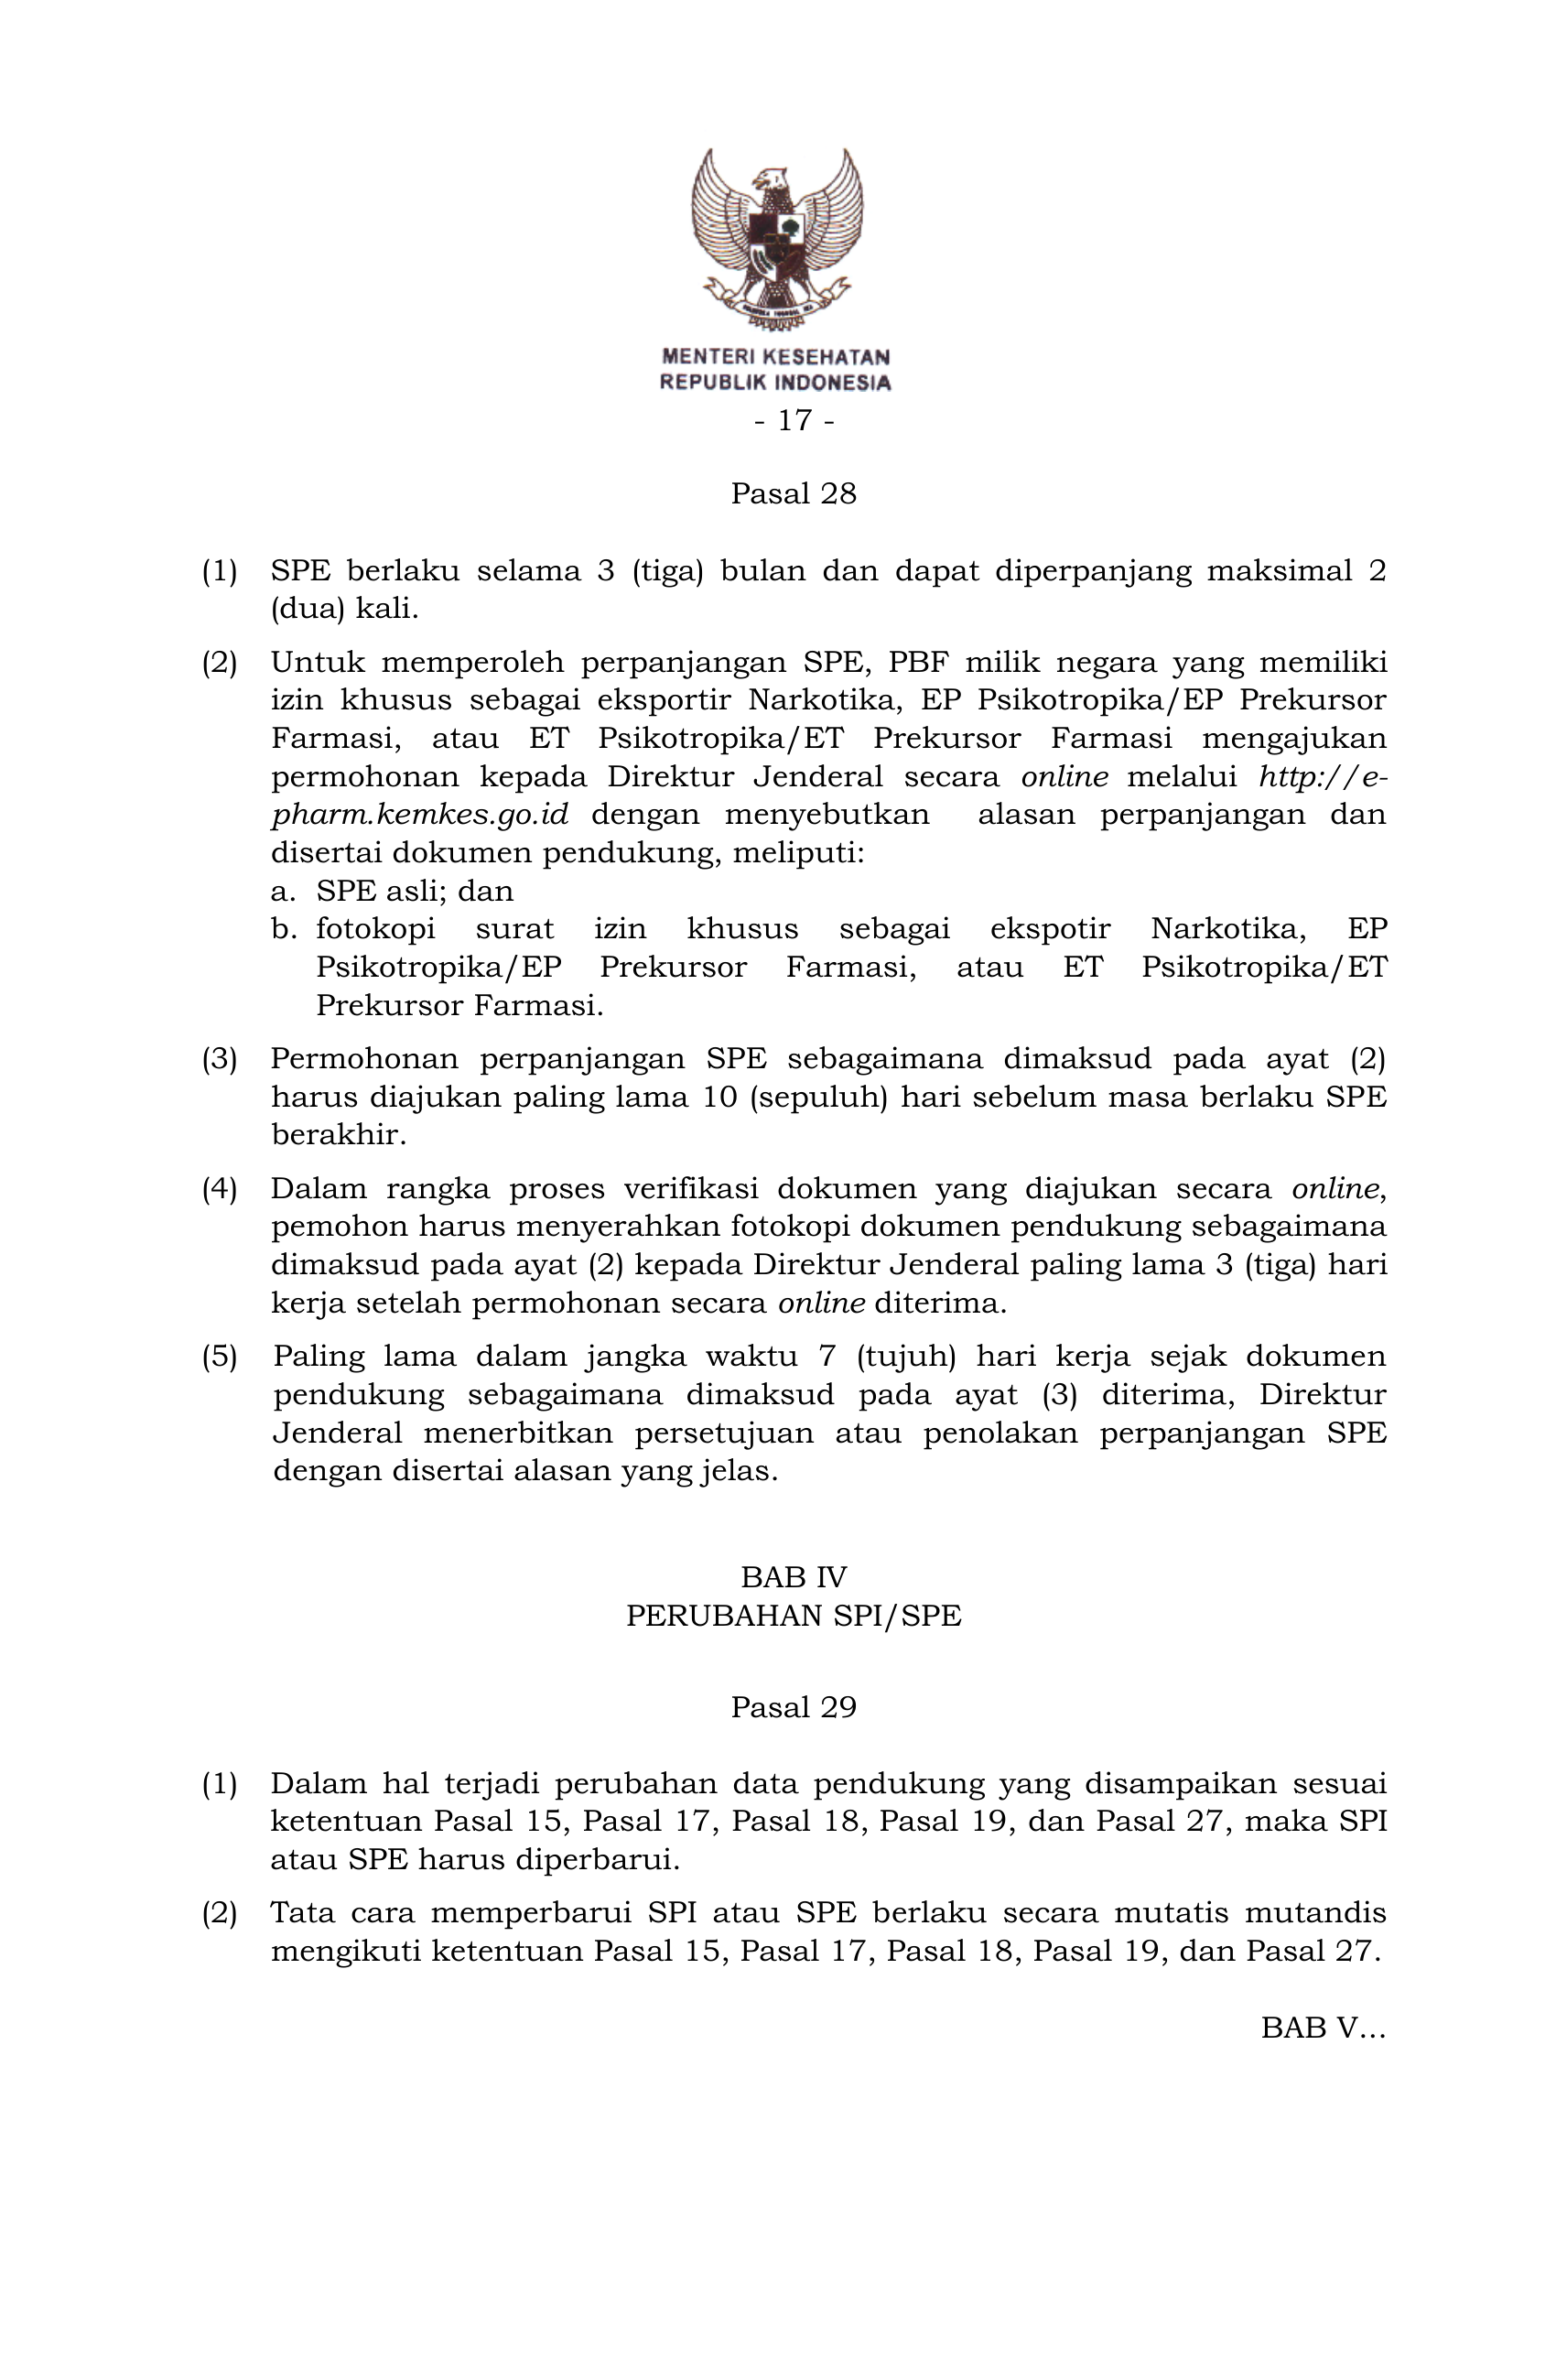 MENTERI KESEHATAN
REPUBLIK INDONESIA
- 17 -
Pasal 28
(1) SPE berlaku selama 3 (tiga) bulan dan dapat diperpanjang maksimal 2
(dua) kali.
(2) Untuk memperoleh perpanjangan SPE, PBF milik negara yang memiliki
izin khusus sebagai eksportir Narkotika, EP Psikotropika/EP Prekursor
Farmasi, atau ET Psikotropika/ET Prekursor Farmasi mengajukan
permohonan kepada Direktur Jenderal secara online melalui http://e-
pharm.kemkes.go.id dengan menyebutkan alasan perpanjangan dan
disertai dokumen pendukung, meliputi:
a. SPE asli; dan
b. fotokopi surat izin khusus sebagai ekspotir Narkotika, EP
Psikotropika/EP Prekursor Farmasi, atau ET Psikotropika/ET
Prekursor Farmasi.
(3) Permohonan perpanjangan SPE sebagaimana dimaksud pada ayat (2)
harus diajukan paling lama 10 (sepuluh) hari sebelum masa berlaku SPE
berakhir.
(4) Dalam rangka proses verifikasi dokumen yang diajukan secara online,
pemohon harus menyerahkan fotokopi dokumen pendukung sebagaimana
dimaksud pada ayat (2) kepada Direktur Jenderal paling lama 3 (tiga) hari
kerja setelah permohonan secara online diterima.
(5) Paling lama dalam jangka waktu 7 (tujuh) hari kerja sejak dokumen
pendukung sebagaimana dimaksud pada ayat (3) diterima, Direktur
Jenderal menerbitkan persetujuan atau penolakan perpanjangan SPE
dengan disertai alasan yang jelas.
BAB IV
PERUBAHAN SPI/SPE
Pasal 29
(1) Dalam hal terjadi perubahan data pendukung yang disampaikan sesuai
ketentuan Pasal 15, Pasal 17, Pasal 18, Pasal 19, dan Pasal 27, maka SPI
atau SPE harus diperbarui.
(2) Tata cara memperbarui SPI atau SPE berlaku secara mutatis mutandis
mengikuti ketentuan Pasal 15, Pasal 17, Pasal 18, Pasal 19, dan Pasal 27.
BAB V...